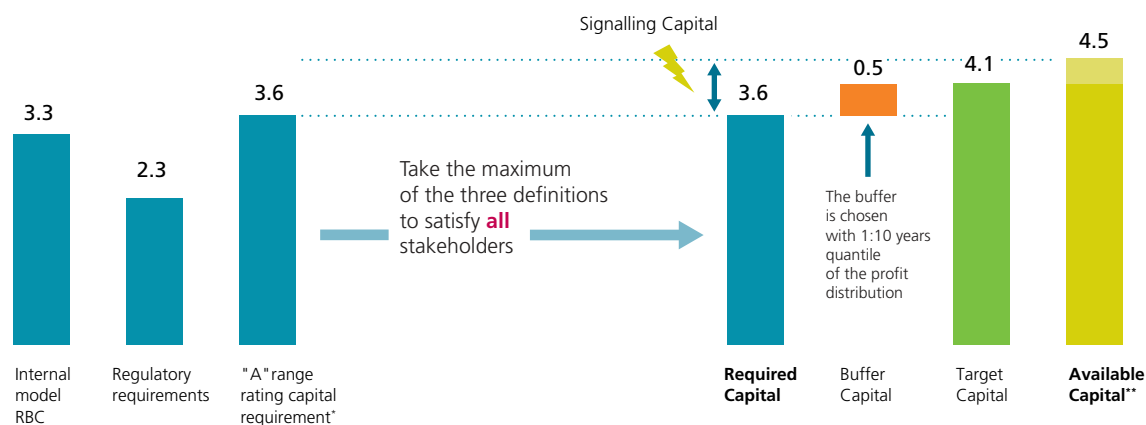 Signalling Capital
3.3
2.3
3.6
3.6
0.5
4.1
4.5
Take the maximum
of the three definitions
to satisfy all
stakeholders
The buffer
is chosen
with 1:10 years
quantile
of the profit
distribution
Internal
model
RBC
Regulatory
requirements
"A"range
rating capital
requirement*
Required
Capital
Buffer
Capital
Target
Capital
Available
Capital**